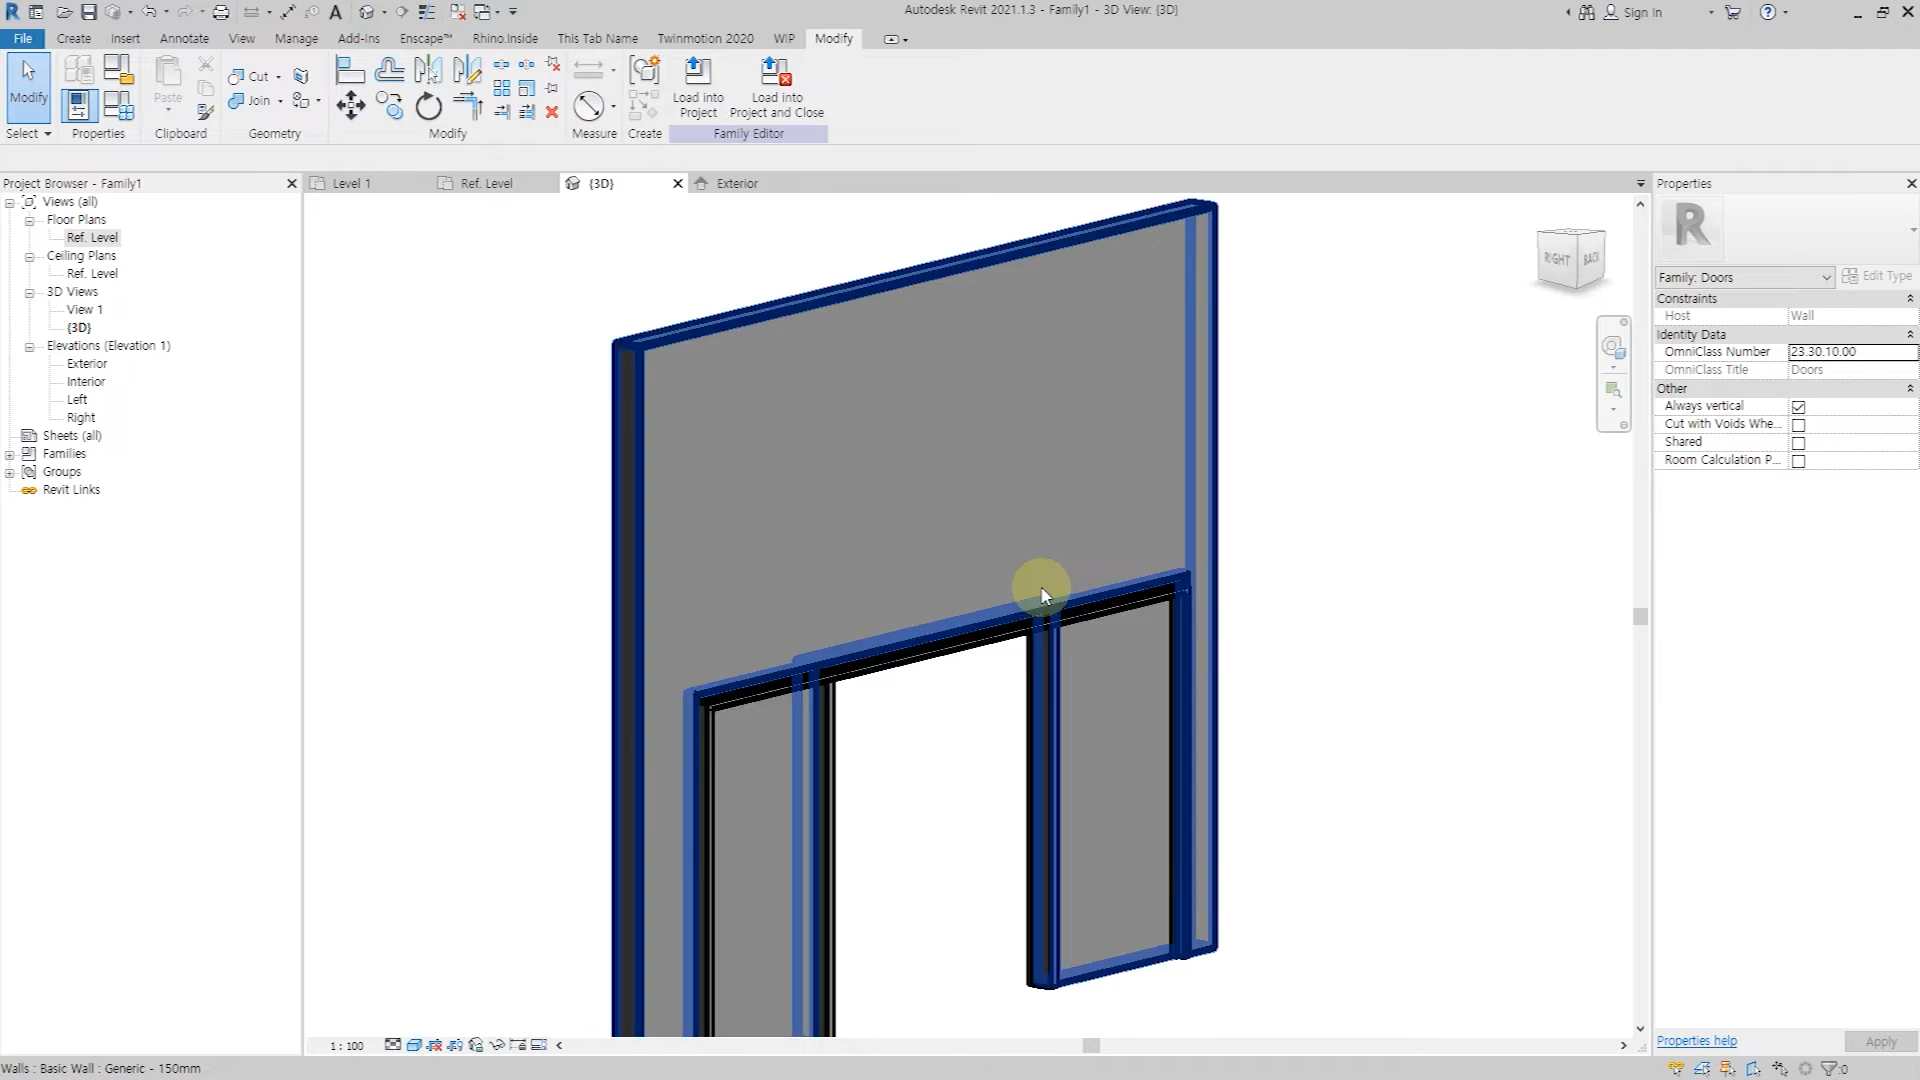 Autodesk Revit 2021.1.3 - Family1 - 3D View: {3D}
Sign In
File Create Insert Annotate View Manage Add-Ins Enscape™ Rhino.Inside This Tab Name Twinmotion 2020 WIP Modify
Modify
Paste
Cut
Join
Load into Project
Load into Project and Close
Select Properties Clipboard Geometry Modify Measure Create Family Editor
Project Browser - Family1
Level 1
Ref. Level
{3D}
Exterior
Properties
Views (all)
Floor Plans
Ref. Level
Ceiling Plans
Ref. Level
3D Views
View 1
{3D}
Elevations (Elevation 1)
Exterior
Interior
Left
Right
Sheets (all)
Families
Groups
Revit Links
RIGHT
BACK
Family: Doors
Edit Type
Constraints
Host Wall
Identity Data
OmniClass Number 23.30.10.00
OmniClass Title Doors
Other
Always vertical
Cut with Voids Whe...
Shared
Room Calculation P...
Properties help
Apply
1 : 100
Walls : Basic Wall : Generic - 150mm
:0